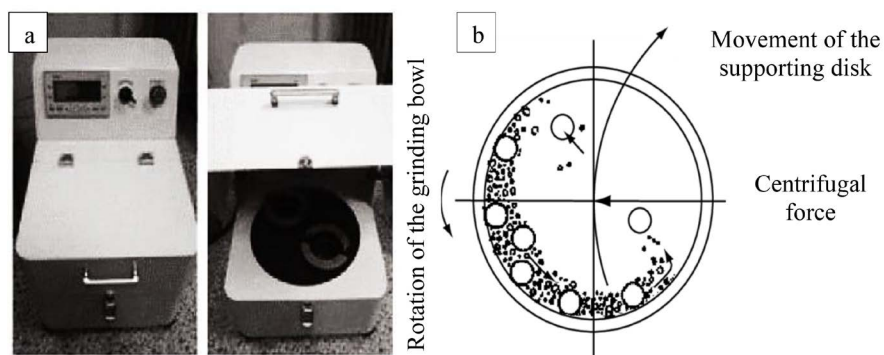 a
b
Rotation of the grinding bowl
Movement of the
supporting disk
Centrifugal
force